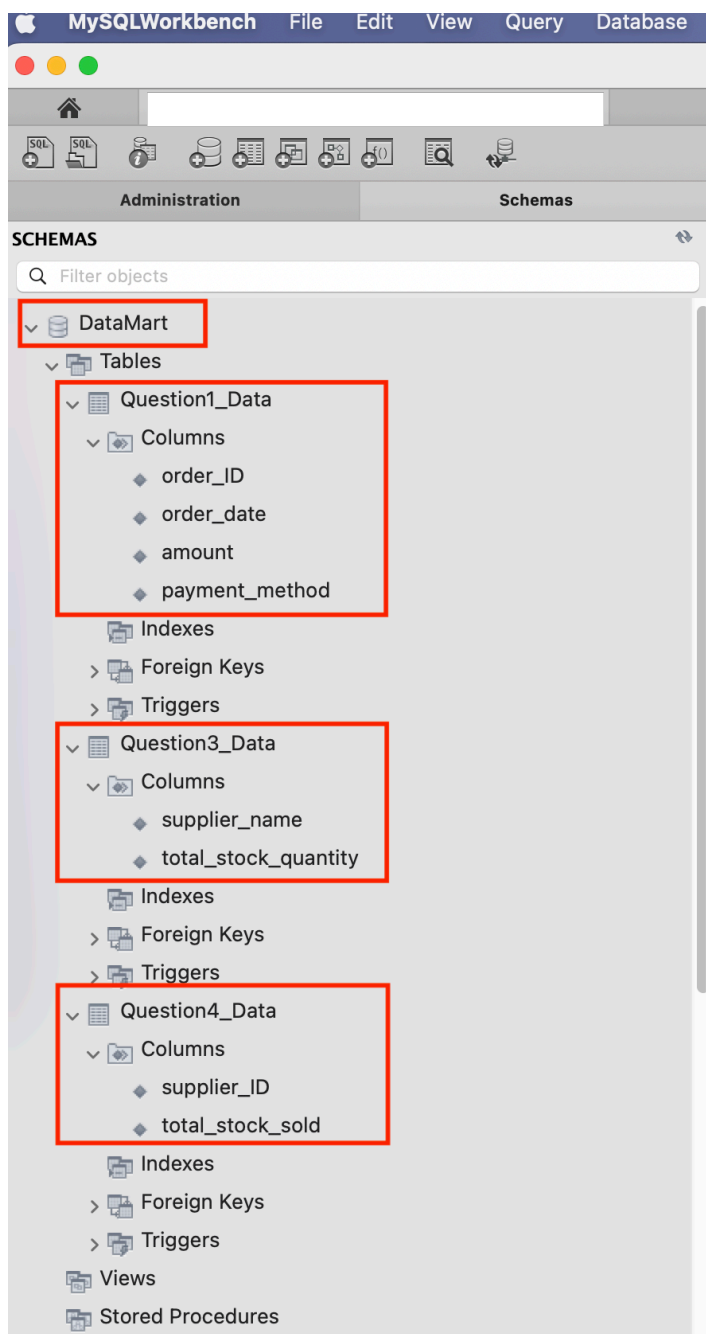 MySQLWorkbench File Edit View Query Database
SQL SQL
Administration Schemas
SCHEMAS
Filter objects
DataMart
Tables
Question1_Data
Columns
order_ID
order_date
amount
payment_method
Indexes
Foreign Keys
Triggers
Question3_Data
Columns
supplier_name
total_stock_quantity
Indexes
Foreign Keys
Triggers
Question4_Data
Columns
supplier_ID
total_stock_sold
Indexes
Foreign Keys
Triggers
Views
Stored Procedures